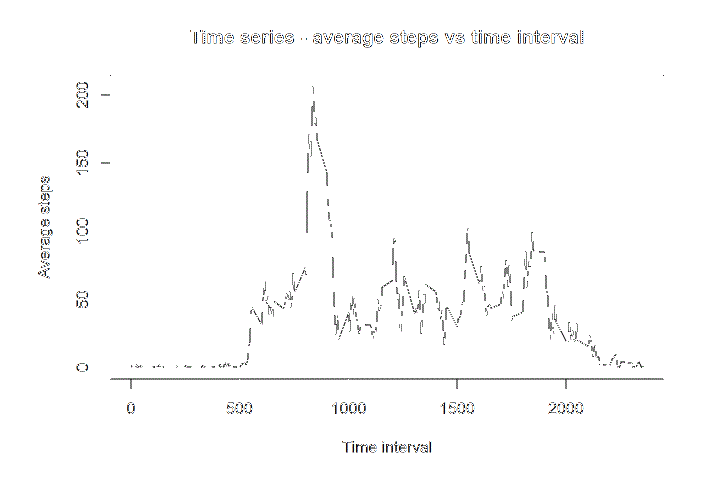 Time series - average steps vs time interval
200
150
100
50
0
Average steps
0 500 1000 1500 2000
Time interval